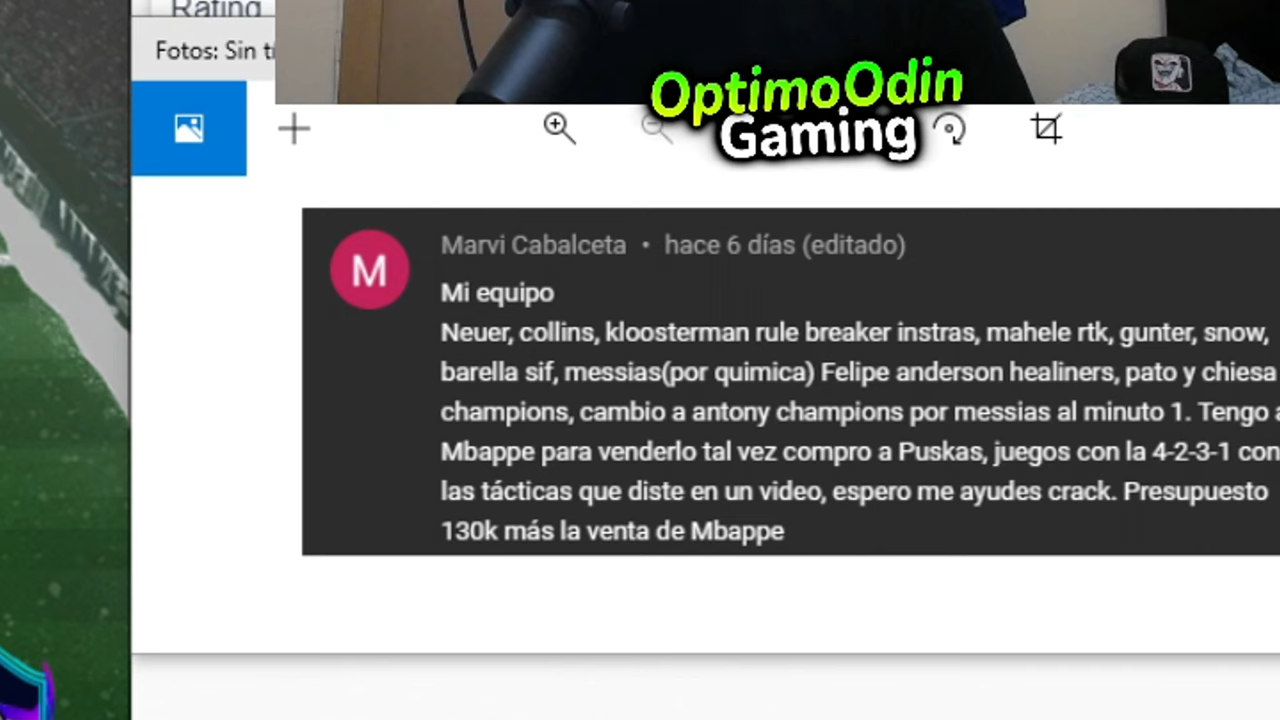 Rating
Fotos: Sin
OptimoOdin
Gaming
M
Marvi Cabalceta • hace 6 días (editado)
Mi equipo
Neuer, collins, kloosterman rule breaker instras, mahele rtk, gunter, snow,
barella sif, messias(por quimica) Felipe anderson healiners, pato y chiesa
champions, cambio a antony champions por messias al minuto 1. Tengo a
Mbappe para venderlo tal vez compro a Puskas, juegos con la 4-2-3-1 con
las tácticas que diste en un video, espero me ayudes crack. Presupuesto
130k más la venta de Mbappe